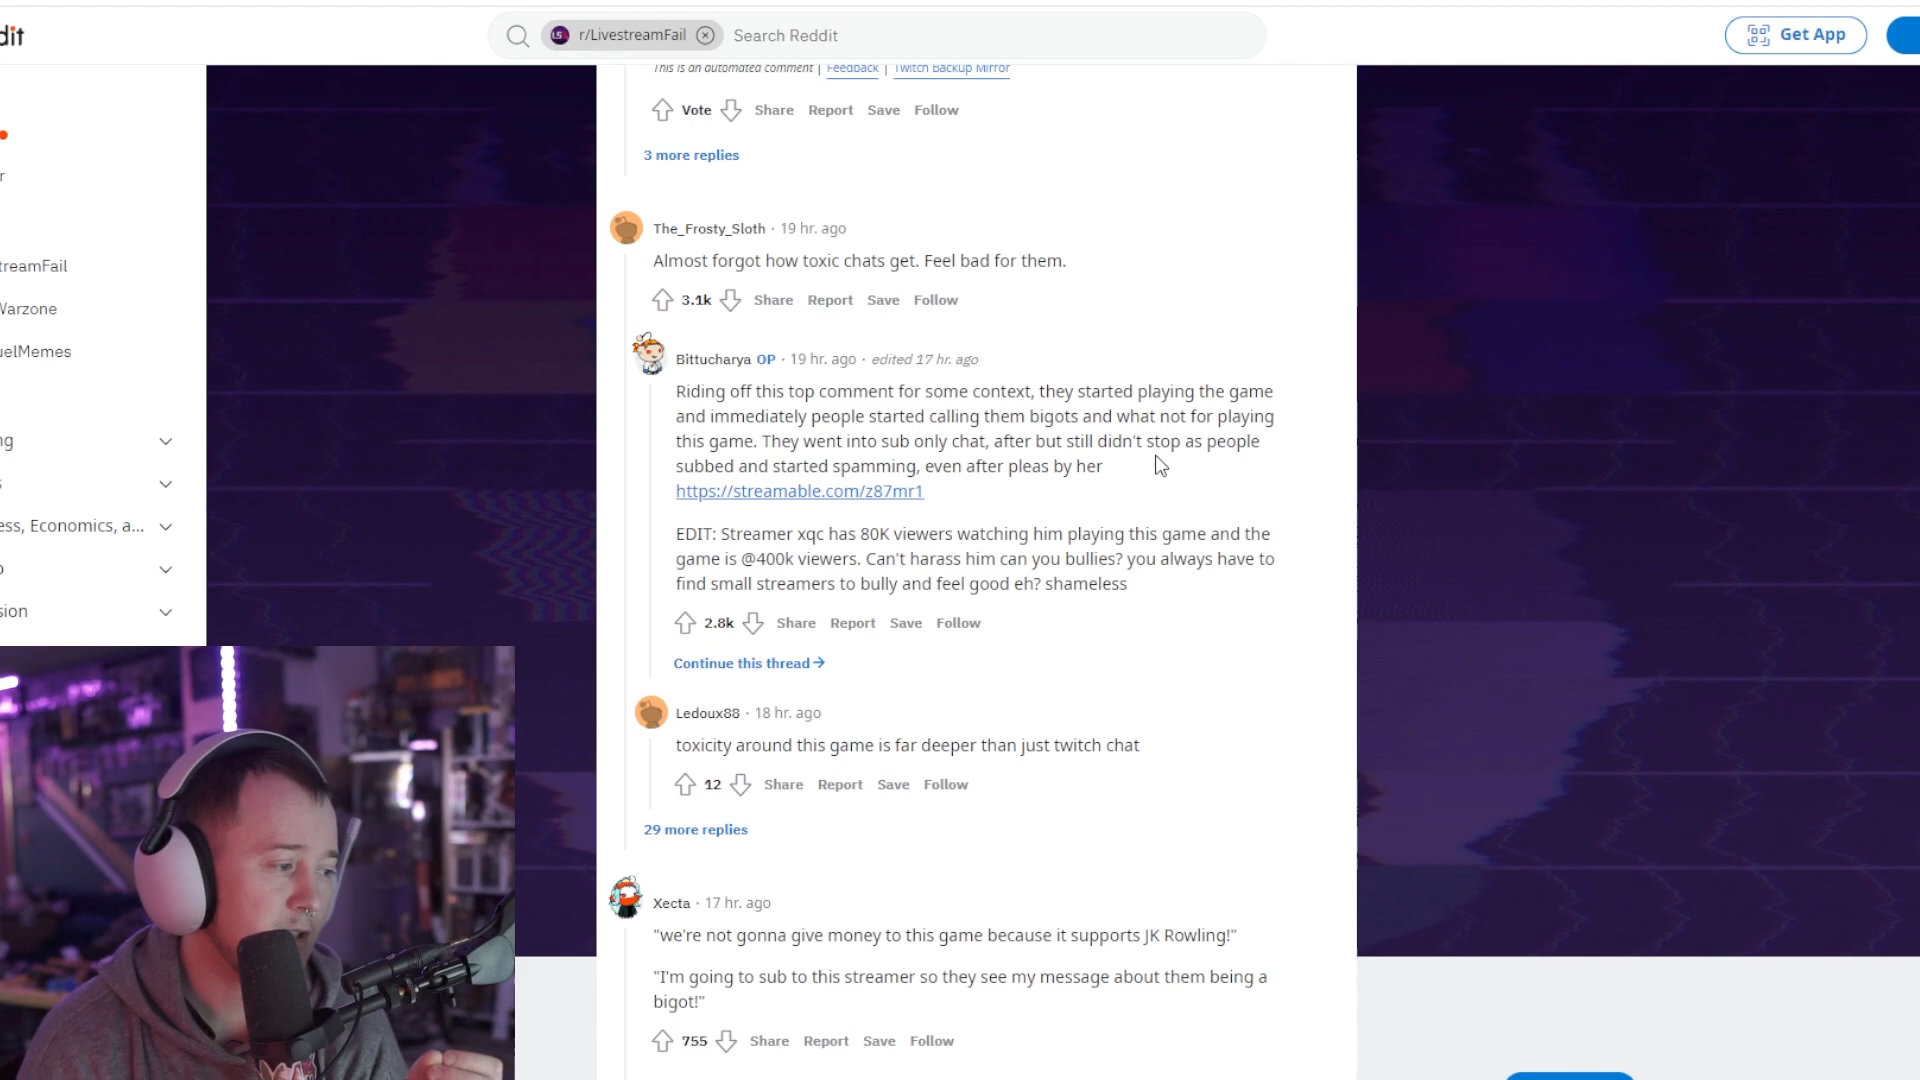 dit
r/LivestreamFail
Search Reddit
Get App
This is an automated comment | Feedback | Twitch Backup Mirror
Vote Share Report Save Follow
3 more replies
r
treamFail
Warzone
uelMemes
ng
s
ess, Economics, a...
o
sion
The_Frosty_Sloth · 19 hr. ago
Almost forgot how toxic chats get. Feel bad for them.
3.1k Share Report Save Follow
Bittucharya OP · 19 hr. ago · edited 17 hr. ago
Riding off this top comment for some context, they started playing the game
and immediately people started calling them bigots and what not for playing
this game. They went into sub only chat, after but still didn't stop as people
subbed and started spamming, even after pleas by her
https://streamable.com/z87mr1
EDIT: Streamer xqc has 80K viewers watching him playing this game and the
game is @400k viewers. Can't harass him can you bullies? you always have to
find small streamers to bully and feel good eh? shameless
2.8k Share Report Save Follow
Continue this thread
Ledoux88 · 18 hr. ago
toxicity around this game is far deeper than just twitch chat
12 Share Report Save Follow
29 more replies
Xecta · 17 hr. ago
"we're not gonna give money to this game because it supports JK Rowling!"
"I'm going to sub to this streamer so they see my message about them being a
bigot!"
755 Share Report Save Follow